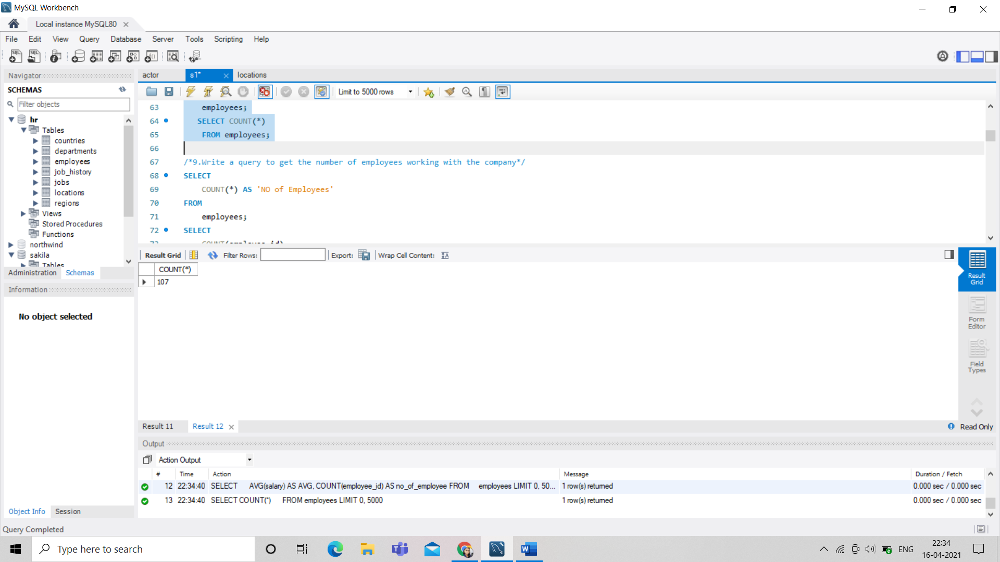 MySQL Workbench
Local instance MySQL80
File Edit View Query Database Server Tools Scripting Help
Navigator
SCHEMAS
Filter objects
hr
Tables
countries
departments
employees
job_history
jobs
locations
regions
Views
Stored Procedures
Functions
northwind
sakila
Tables
Administration Schemas
Information
No object selected
Object Info Session
actor s1* locations
Limit to 5000 rows
63 employees;
64 SELECT COUNT(*)
65 FROM employees;
66
67 /*9.Write a query to get the number of employees working with the company*/
68 SELECT
69 COUNT(*) AS 'NO of Employees'
70 FROM
71 employees;
72 SELECT
73 COUNT(employee_id)
Result Grid Filter Rows: Export: Wrap Cell Content:
COUNT(*)
107
Result Grid
Form Editor
Field Types
Result 11 Result 12 Read Only
Output
Action Output
# Time Action Message Duration / Fetch
12 22:34:40 SELECT AVG(salary) AS AVG, COUNT(employee_id) AS no_of_employee FROM employees LIMIT 0, 50... 1 row(s) returned 0.000 sec / 0.000 sec
13 22:34:40 SELECT COUNT(*) FROM employees LIMIT 0, 5000 1 row(s) returned 0.000 sec / 0.000 sec
Query Completed
Type here to search
ENG
22:34
16-04-2021